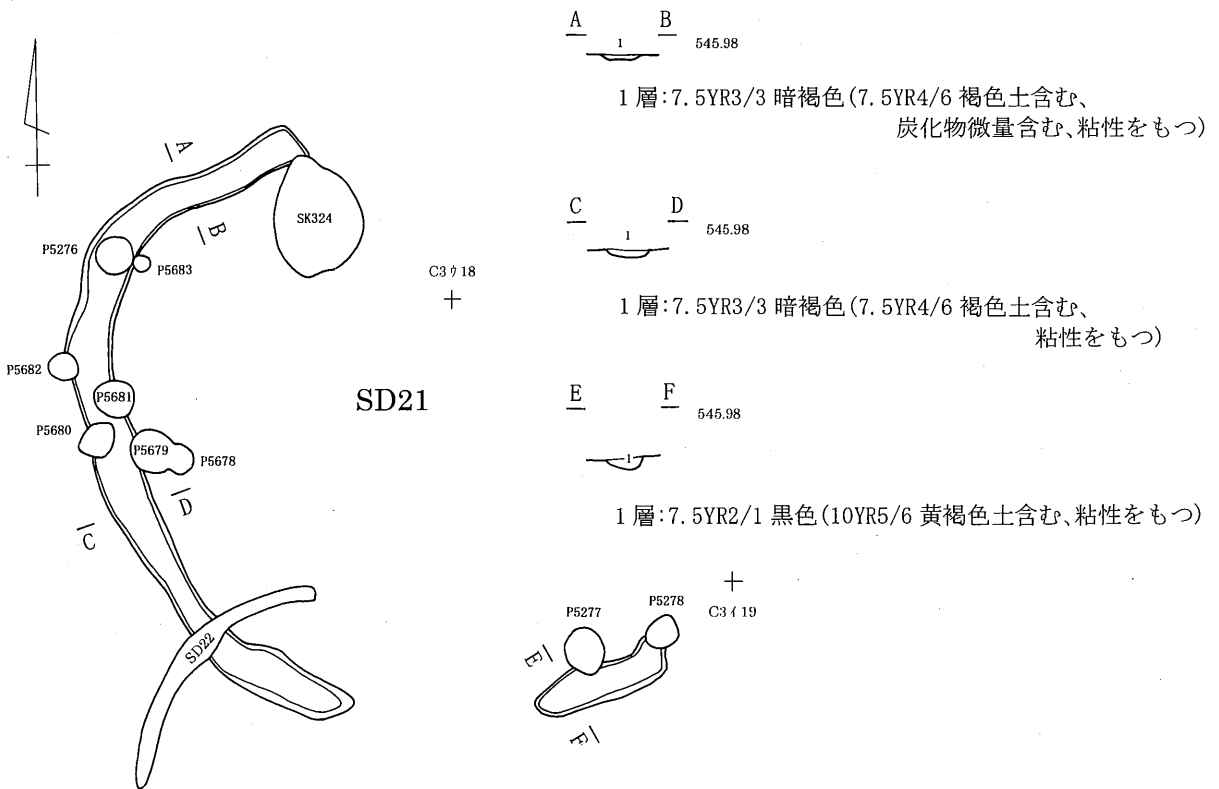 A B
1
545.98
1層:7.5YR3/3 暗褐色(7.5YR4/6 褐色土含む、
炭化物微量含む、粘性をもつ)
C D
1
545.98
1層:7.5YR3/3 暗褐色(7.5YR4/6 褐色土含む、
粘性をもつ)
E F
545.98
1
1層:7.5YR2/1 黒色(10YR5/6 黄褐色土含む、粘性をもつ)
A
B
SK324
P5276
P5683
C3ウ18
P5682
P5681
SD21
P5680
P5679
P5678
D
C
SD22
C3イ19
P5277
P5278
E
F